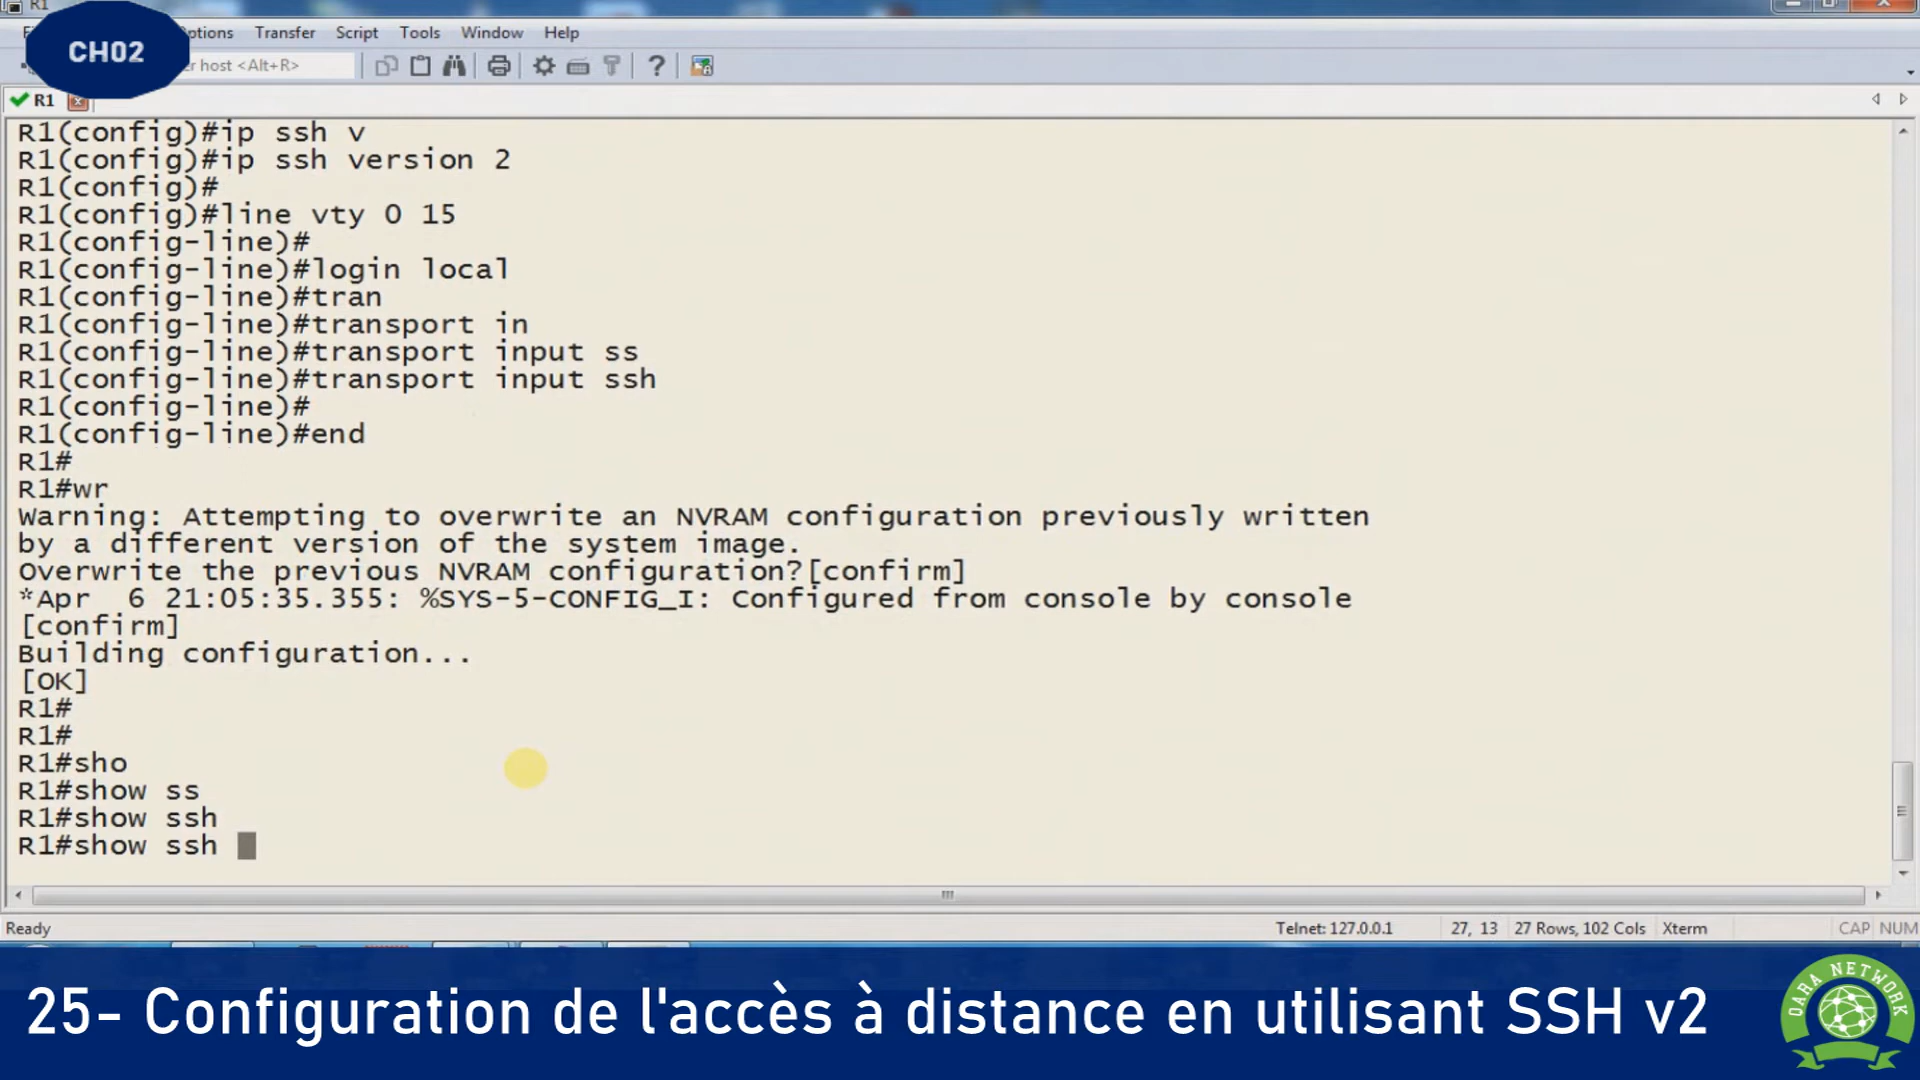 R1
CH02
ptions Transfer Script Tools Window Help
r host <Alt+R>
R1
R1(config)#ip ssh v
R1(config)#ip ssh version 2
R1(config)#
R1(config)#line vty 0 15
R1(config-line)#
R1(config-line)#login local
R1(config-line)#tran
R1(config-line)#transport in
R1(config-line)#transport input ss
R1(config-line)#transport input ssh
R1(config-line)#
R1(config-line)#end
R1#
R1#wr
Warning: Attempting to overwrite an NVRAM configuration previously written
by a different version of the system image.
Overwrite the previous NVRAM configuration?[confirm]
*Apr  6 21:05:35.355: %SYS-5-CONFIG_I: Configured from console by console
[confirm]
Building configuration...
[OK]
R1#
R1#
R1#sho
R1#show ss
R1#show ssh
R1#show ssh
Ready Telnet: 127.0.0.1 27, 13 27 Rows, 102 Cols Xterm CAP NUM
25- Configuration de l'accès à distance en utilisant SSH v2
OARA NETWORK